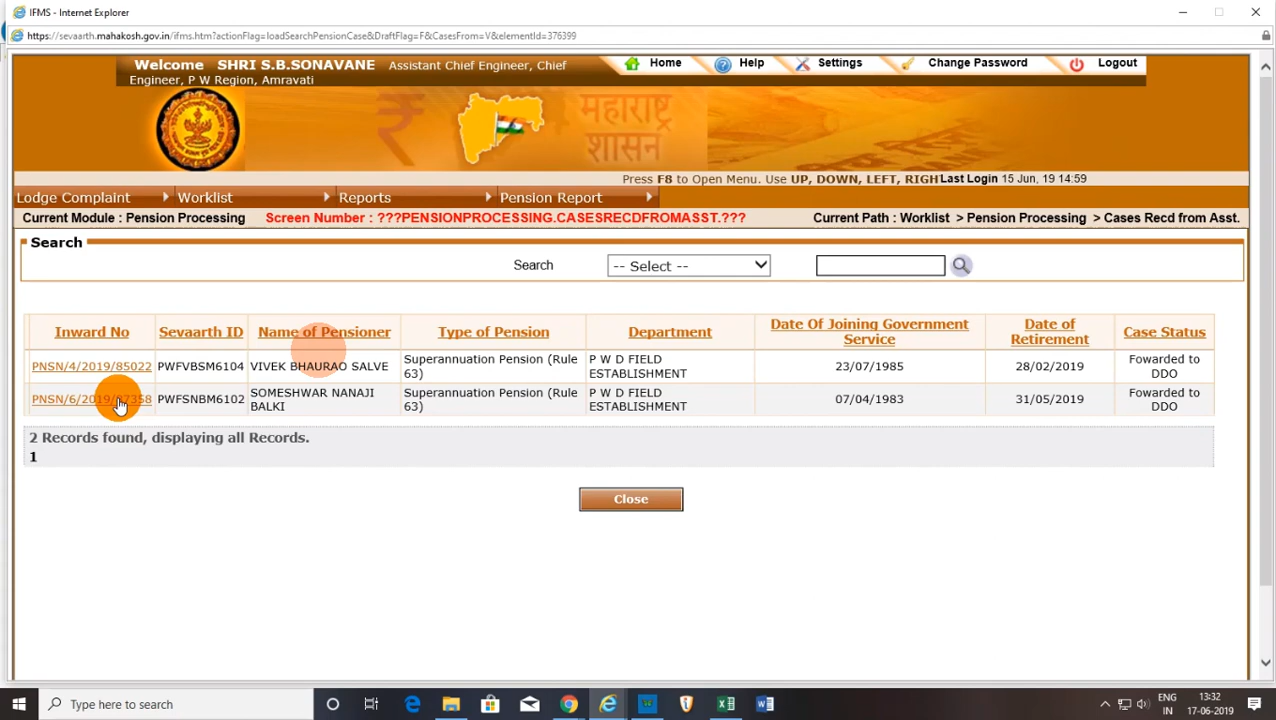 IFMS - Internet Explorer
https://sevaarth.mahakosh.gov.in/ifms.htm?actionFlag=loadSearchPensionCase&DraftFlag=F&CasesFrom=V&elementId=376399
Welcome SHRI S.B.SONAVANE Assistant Chief Engineer, Chief
Engineer, P W Region, Amravati
Home Help Settings Change Password Logout
महाराष्ट्र
शासन
Press F8 to Open Menu. Use UP, DOWN, LEFT, RIGH Last Login 15 Jun, 19 14:59
Lodge Complaint Worklist Reports Pension Report
Current Module : Pension Processing Screen Number : ???PENSIONPROCESSING.CASESRECDFROMASST.??? Current Path : Worklist > Pension Processing > Cases Recd from Asst.
Search
Search -- Select --
Inward No Sevaarth ID Name of Pensioner Type of Pension Department Date Of Joining Government Service Date of Retirement Case Status
PNSN/4/2019/85022 PWFVBSM6104 VIVEK BHAURAO SALVE Superannuation Pension (Rule 63) P W D FIELD ESTABLISHMENT 23/07/1985 28/02/2019 Fowarded to DDO
PNSN/6/2019/87358 PWFSNBM6102 SOMESHWAR NANAJI BALKI Superannuation Pension (Rule 63) P W D FIELD ESTABLISHMENT 07/04/1983 31/05/2019 Fowarded to DDO
2 Records found, displaying all Records.
1
Close
Type here to search
ENG 13:32
IN 17-06-2019